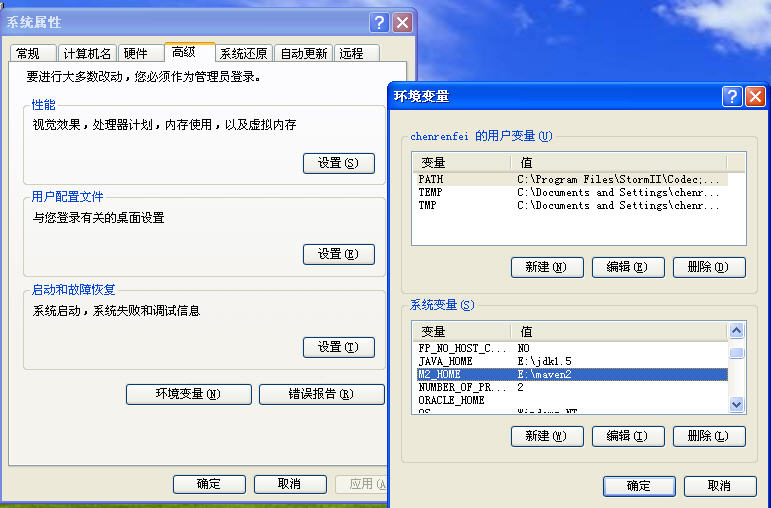 系统属性
常规 计算机名 硬件 高级 系统还原 自动更新 远程
要进行大多数改动，您必须作为管理员登录。
性能
视觉效果，处理器计划，内存使用，以及虚拟内存
设置(S)
用户配置文件
与您登录有关的桌面设置
设置(E)
启动和故障恢复
系统启动，系统失败和调试信息
设置(T)
环境变量(N) 错误报告(R)
确定 取消 应用(A
环境变量
chenrenfei 的用户变量(U)
变量 值
PATH C:\Program Files\StormII\Codec;...
TEMP C:\Documents and Settings\chenr...
TMP C:\Documents and Settings\chenr...
新建(N) 编辑(E) 删除(D)
系统变量(S)
变量 值
FP_NO_HOST_C... NO
JAVA_HOME E:\jdk1.5
M2_HOME E:\maven2
NUMBER_OF_PR... 2
ORACLE_HOME
OS Windows_NT
新建(W) 编辑(I) 删除(L)
确定 取消